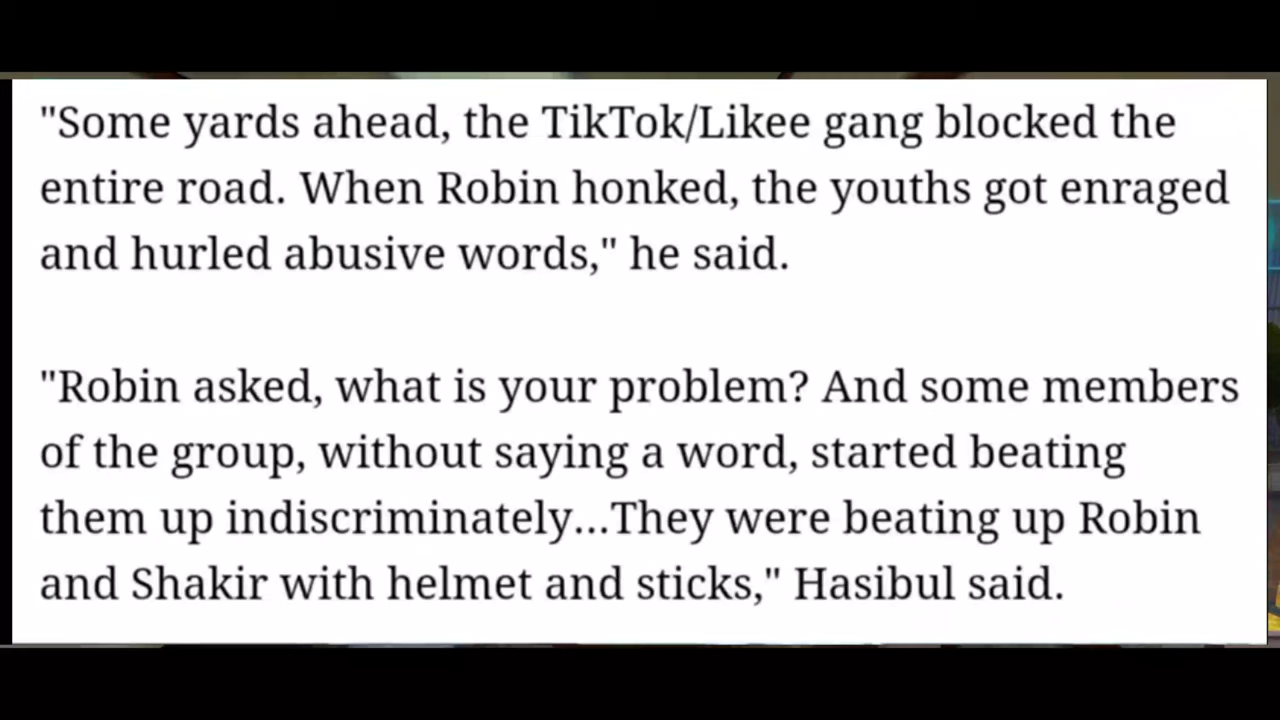 "Some yards ahead, the TikTok/Likee gang blocked the
entire road. When Robin honked, the youths got enraged
and hurled abusive words," he said.
"Robin asked, what is your problem? And some members
of the group, without saying a word, started beating
them up indiscriminately...They were beating up Robin
and Shakir with helmet and sticks," Hasibul said.